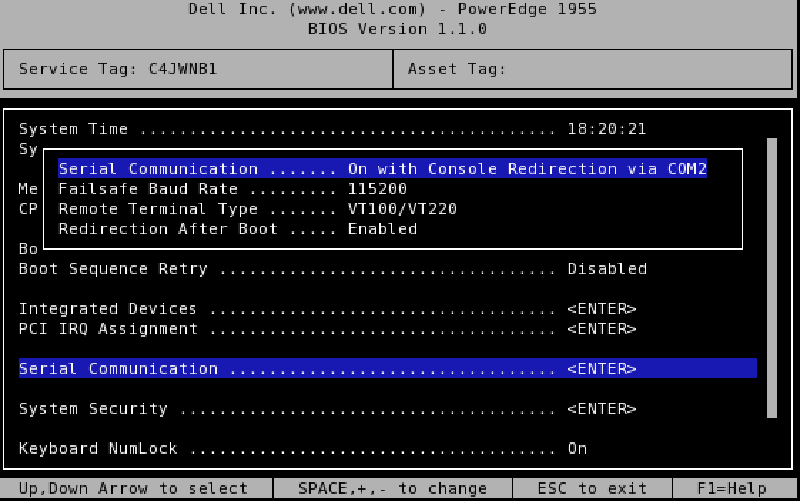 Dell Inc. (www.dell.com) - PowerEdge 1955
BIOS Version 1.1.0
Service Tag: C4JWNB1
Asset Tag:
System Time .......................................... 18:20:21
Sy
Serial Communication ....... On with Console Redirection via COM2
Me
Failsafe Baud Rate ......... 115200
CP
Remote Terminal Type ....... VT100/VT220
Redirection After Boot ..... Enabled
Bo
Boot Sequence Retry .................................. Disabled
Integrated Devices ................................... <ENTER>
PCI IRQ Assignment ................................... <ENTER>
Serial Communication ................................. <ENTER>
System Security ...................................... <ENTER>
Keyboard NumLock ..................................... On
Up,Down Arrow to select
SPACE,+,- to change
ESC to exit
F1=Help